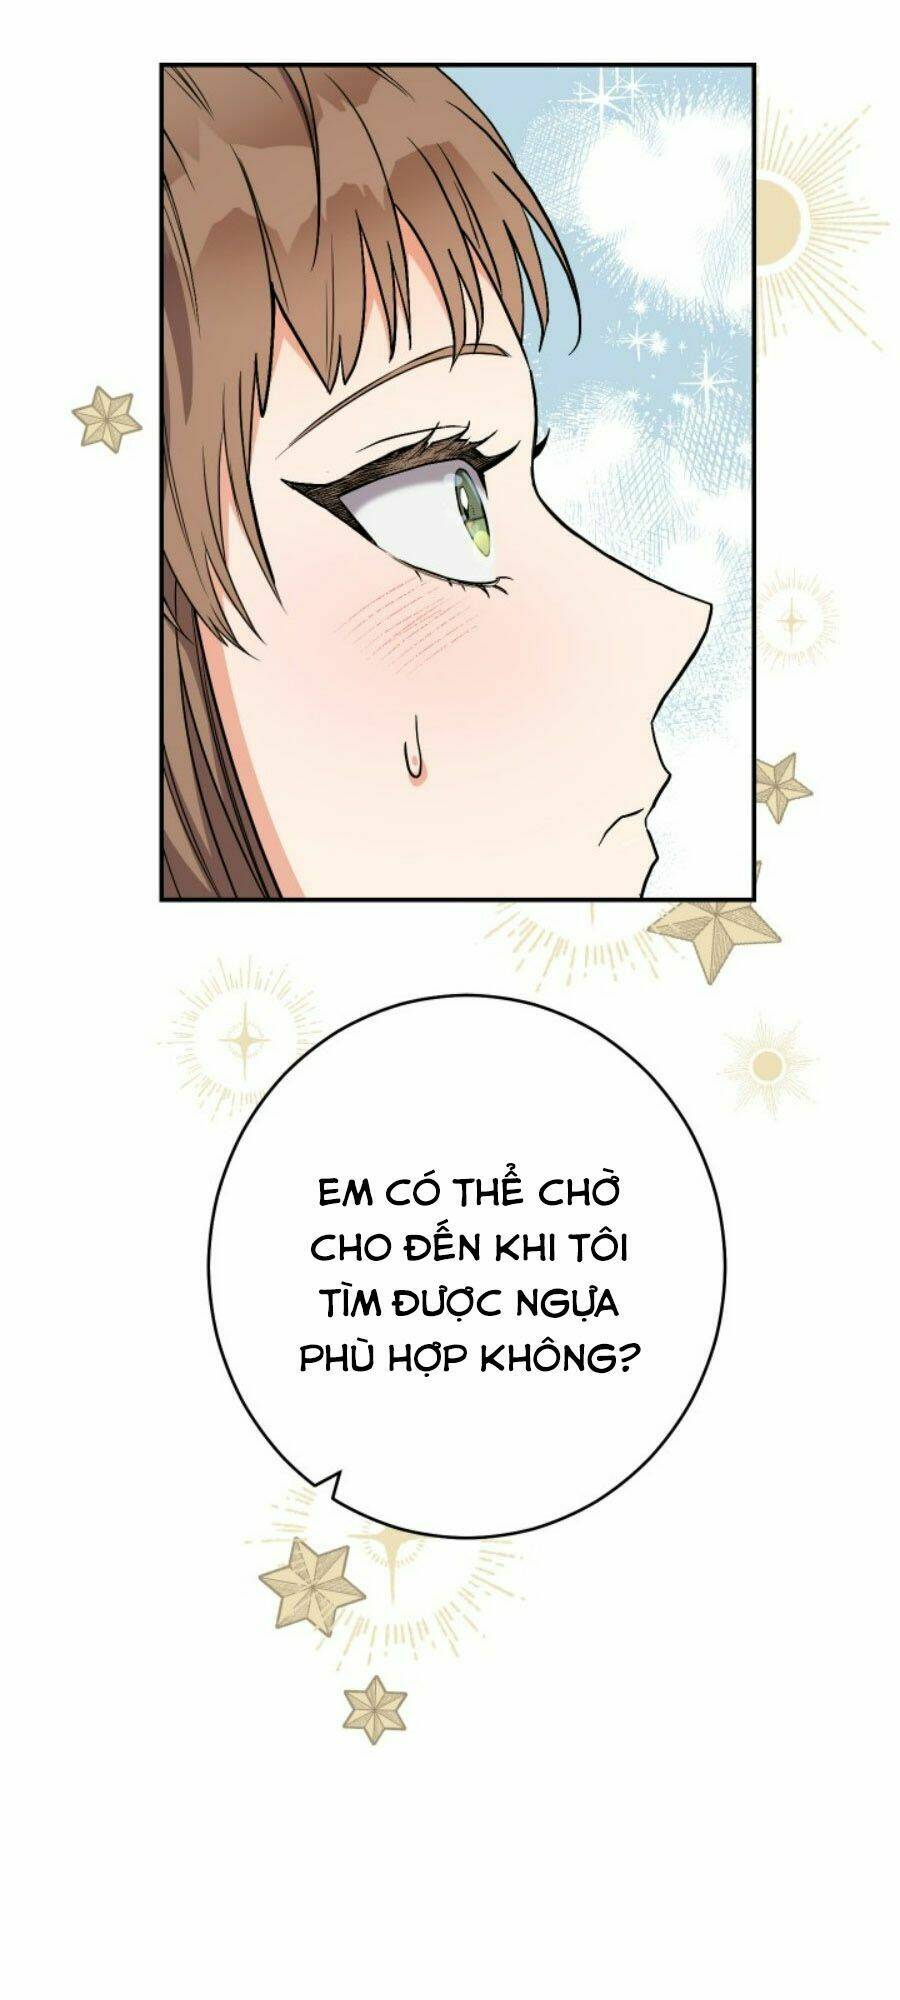 EM CÓ THỂ CHỜ
CHO ĐẾN KHI TÔI
TÌM ĐƯỢC NGỰA
PHÙ HỢP KHÔNG?